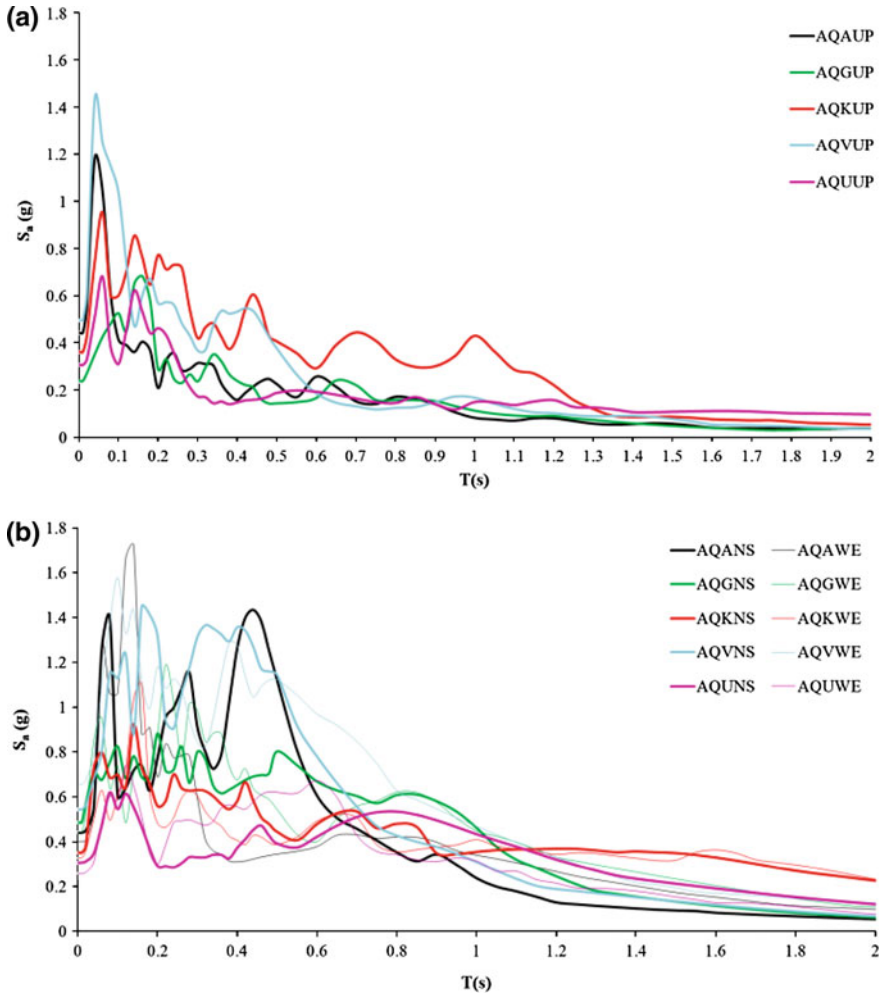 (a)
1.8
1.6
1.4
1.2
1
0.8
0.6
0.4
0.2
0
Sa (g)
AQAUP
AQGUP
AQKUP
AQVUP
AQUUP
0 0.1 0.2 0.3 0.4 0.5 0.6 0.7 0.8 0.9 1 1.1 1.2 1.3 1.4 1.5 1.6 1.7 1.8 1.9 2
T(s)
(b)
1.8
1.6
1.4
1.2
1
0.8
0.6
0.4
0.2
0
Sa (g)
AQANS AQAWE
AQGNS AQGWE
AQKNS AQKWE
AQVNS AQVWE
AQUNS AQUWE
0 0.2 0.4 0.6 0.8 1 1.2 1.4 1.6 1.8 2
T(s)